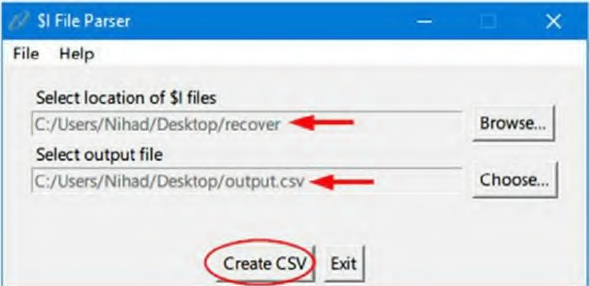 $I File Parser
File Help
Select location of $I files
C:/Users/Nihad/Desktop/recover
Browse...
Select output file
C:/Users/Nihad/Desktop/output.csv
Choose...
Create CSV Exit